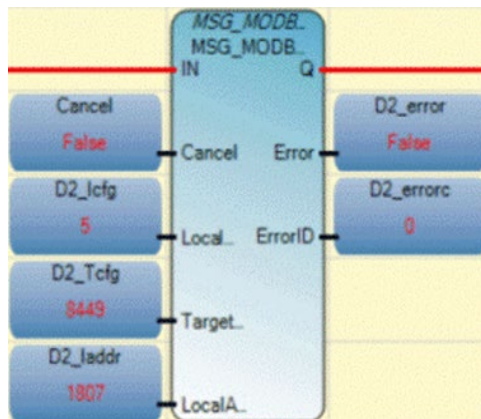 MSG_MODB..
MSG_MODB...
IN Q
Cancel
False
Cancel
D2_error
False
Error
D2_lcfg
5
Local...
D2_errorc
0
ErrorID
D2_Tcfg
8449
Target...
D2_laddr
1807
LocalA...